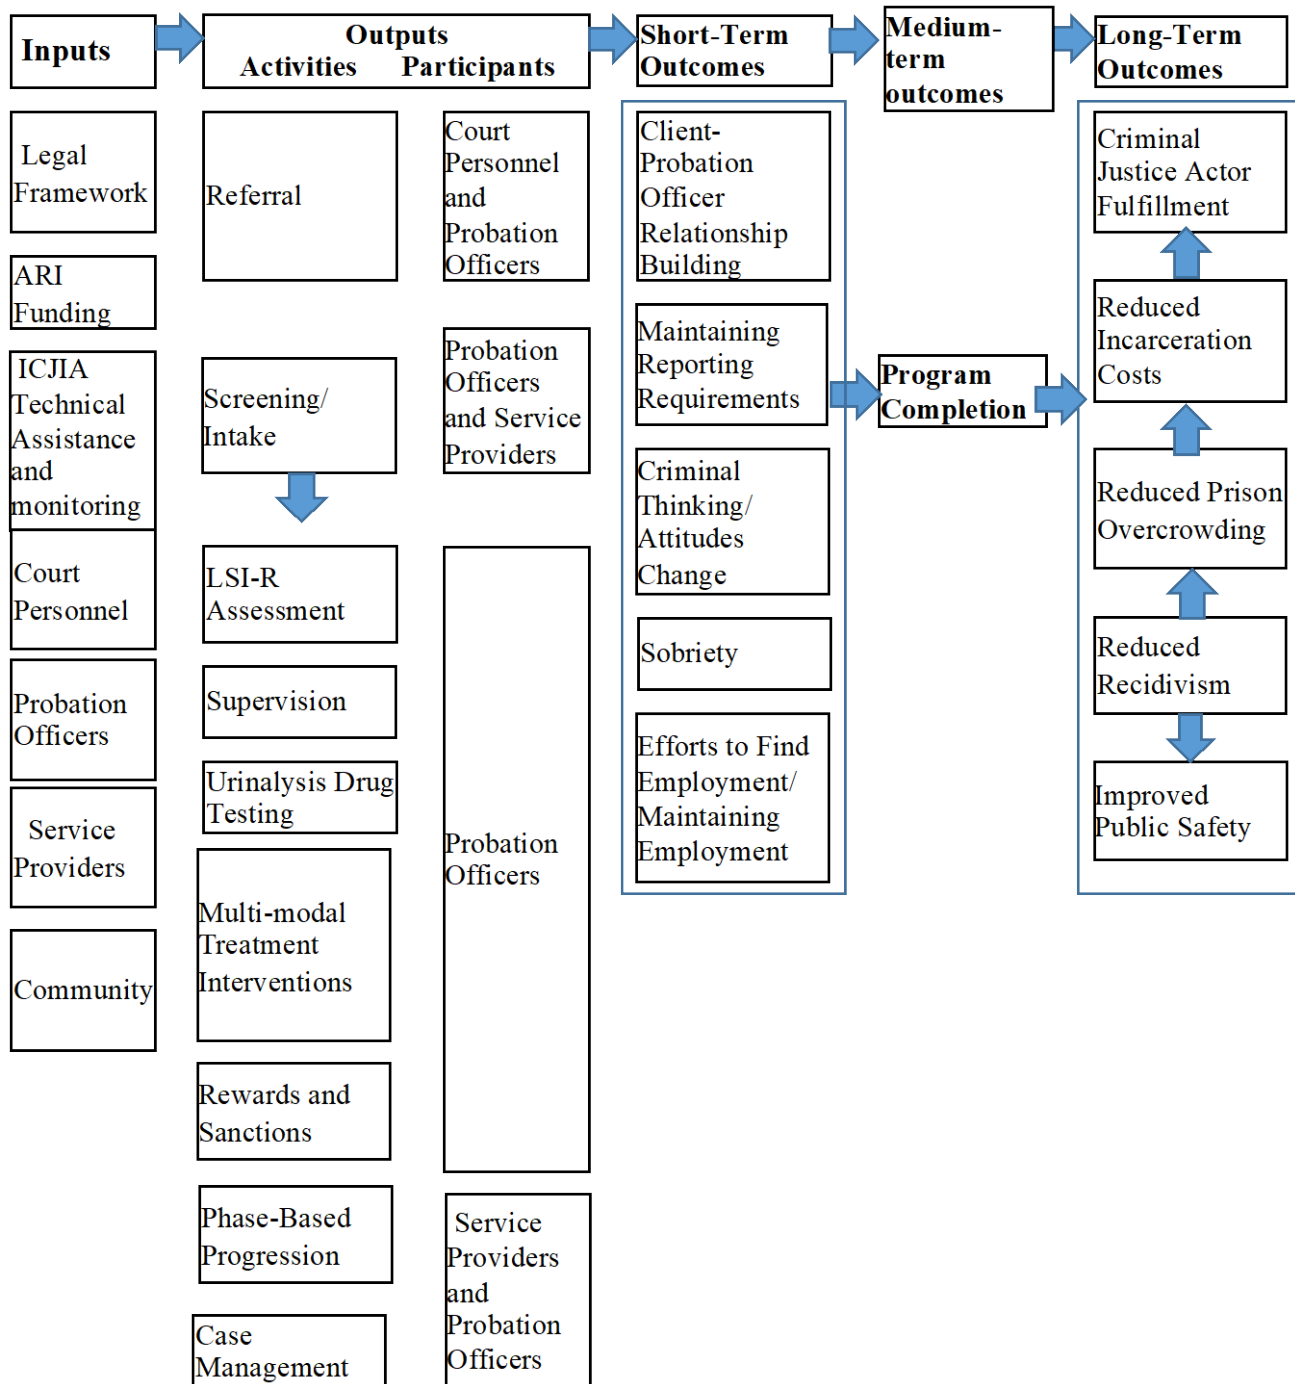 Inputs
Outputs
Activities Participants
Short-Term
Outcomes
Medium-
term
outcomes
Long-Term
Outcomes
Legal
Framework
ARI
Funding
ICJIA
Technical
Assistance
and
monitoring
Court
Personnel
Probation
Officers
Service
Providers
Community
Referral
Screening/
Intake
LSI-R
Assessment
Supervision
Urinalysis Drug
Testing
Multi-modal
Treatment
Interventions
Rewards and
Sanctions
Phase-Based
Progression
Case
Management
Court
Personnel
and
Probation
Officers
Probation
Officers
and Service
Providers
Probation
Officers
Service
Providers
and
Probation
Officers
Client-
Probation
Officer
Relationship
Building
Maintaining
Reporting
Requirements
Criminal
Thinking/
Attitudes
Change
Sobriety
Efforts to Find
Employment/
Maintaining
Employment
Program
Completion
Criminal
Justice Actor
Fulfillment
Reduced
Incarceration
Costs
Reduced Prison
Overcrowding
Reduced
Recidivism
Improved
Public Safety